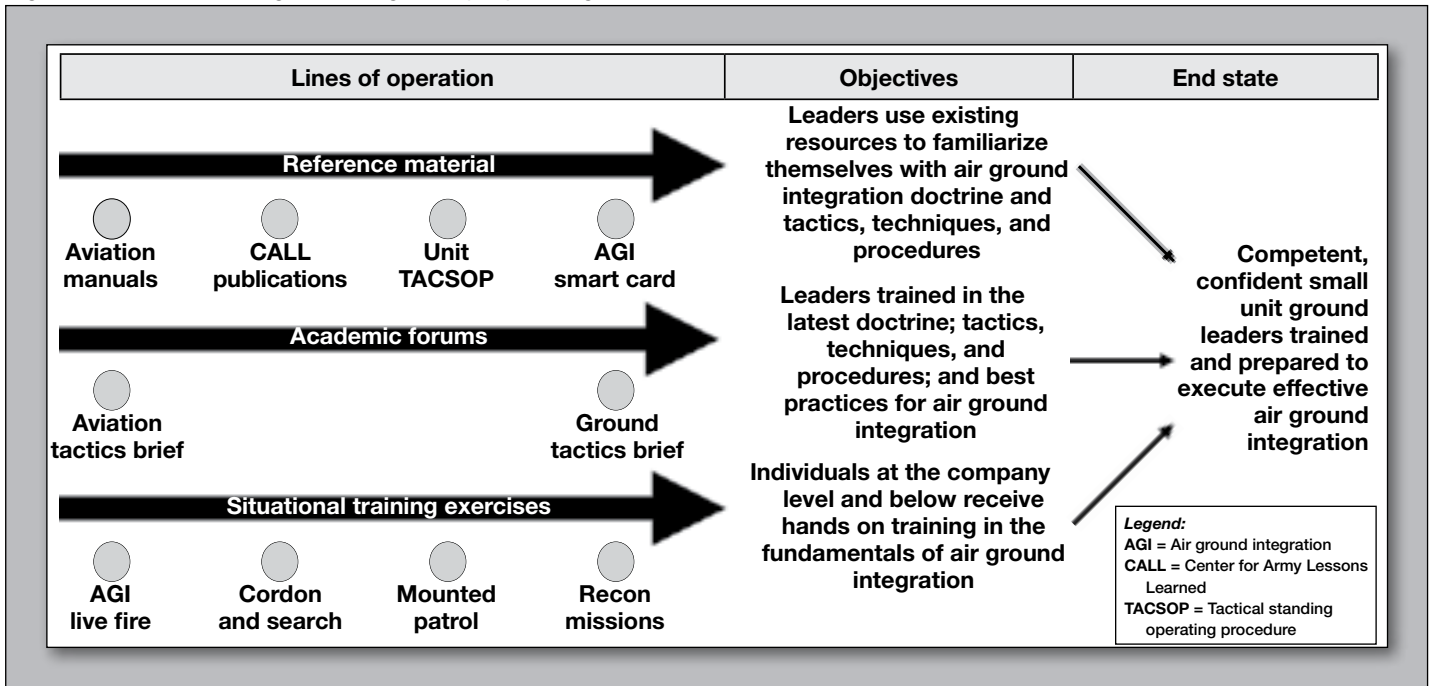 Lines of operation
Objectives
End state
Reference material
Aviation
manuals
CALL
publications
Unit
TACSOP
AGI
smart card
Leaders use existing
resources to familiarize
themselves with air ground
integration doctrine and
tactics, techniques, and
procedures
Academic forums
Aviation
tactics brief
Ground
tactics brief
Leaders trained in the
latest doctrine; tactics,
techniques, and
procedures; and best
practices for air ground
integration
Situational training exercises
AGI
live fire
Cordon
and search
Mounted
patrol
Recon
missions
Individuals at the company
level and below receive
hands on training in the
fundamentals of air ground
integration
Competent,
confident small
unit ground
leaders trained
and prepared to
execute effective
air ground
integration
Legend:
AGI = Air ground integration
CALL = Center for Army Lessons
Learned
TACSOP = Tactical standing
operating procedure